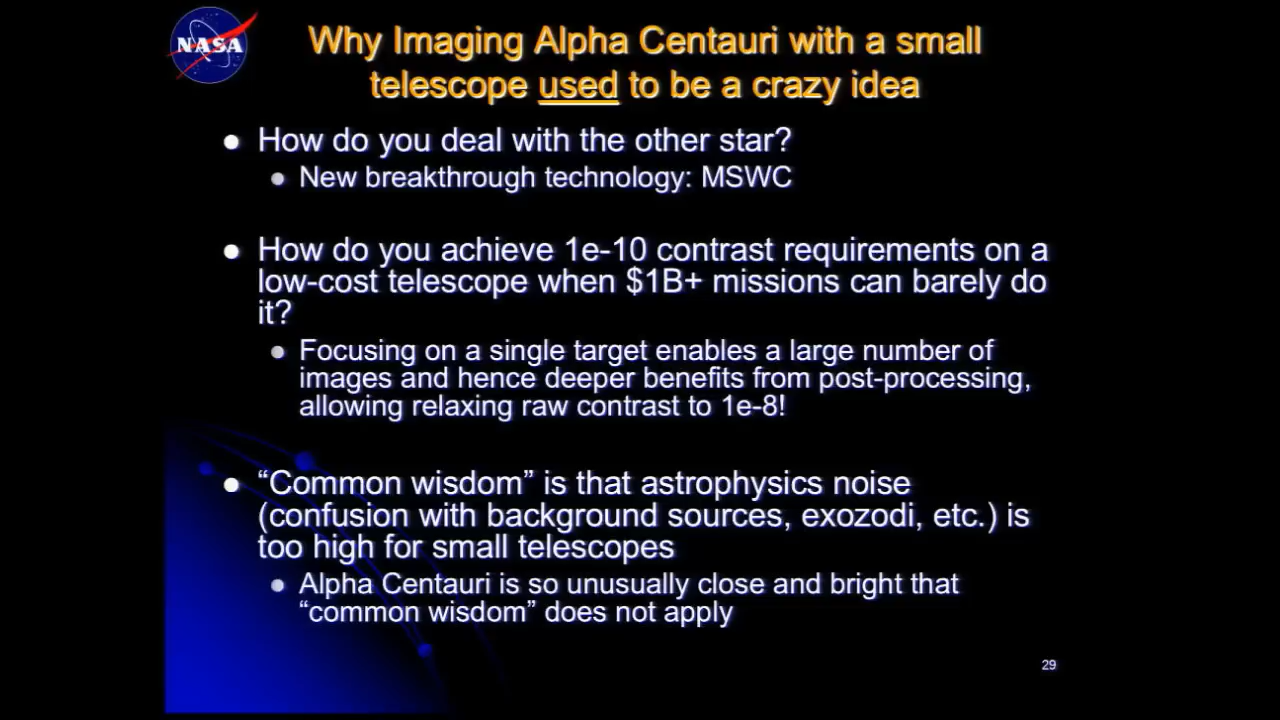 NASA
Why Imaging Alpha Centauri with a small
telescope used to be a crazy idea
How do you deal with the other star?
New breakthrough technology: MSWC
How do you achieve 1e-10 contrast requirements on a
low-cost telescope when $1B+ missions can barely do
it?
Focusing on a single target enables a large number of
images and hence deeper benefits from post-processing,
allowing relaxing raw contrast to 1e-8!
“Common wisdom” is that astrophysics noise
(confusion with background sources, exozodi, etc.) is
too high for small telescopes
Alpha Centauri is so unusually close and bright that
“common wisdom” does not apply
29